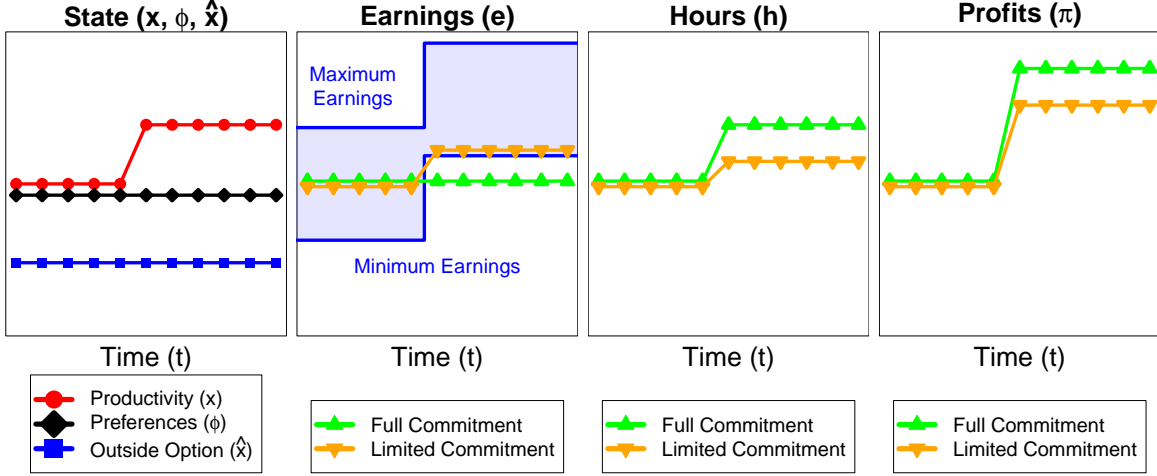 State (x, ϕ, x̂)
Earnings (e)
Hours (h)
Profits (π)
Maximum
Earnings
Minimum Earnings
Time (t)
Time (t)
Time (t)
Time (t)
Productivity (x)
Preferences (ϕ)
Outside Option (x̂)
Full Commitment
Limited Commitment
Full Commitment
Limited Commitment
Full Commitment
Limited Commitment